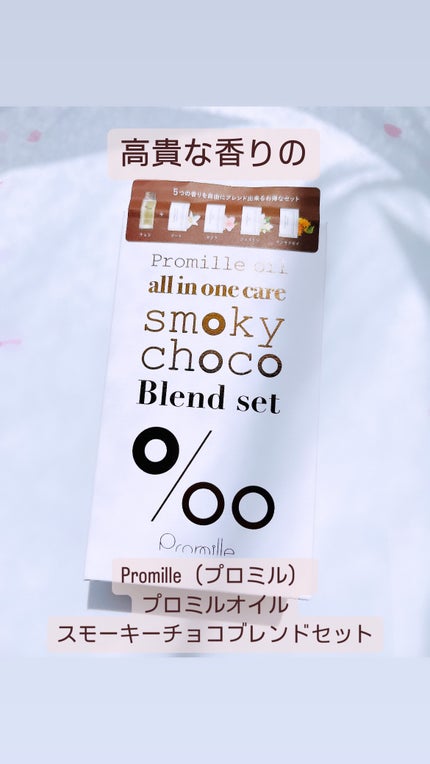 高貴な香りの
5つの香りを自由にブレンド出来るお得なセット
Promille oil
all in one care
smoky
choco
Blend set
‰
Promille
Promille（プロミル）
プロミルオイル
スモーキーチョコブレンドセット